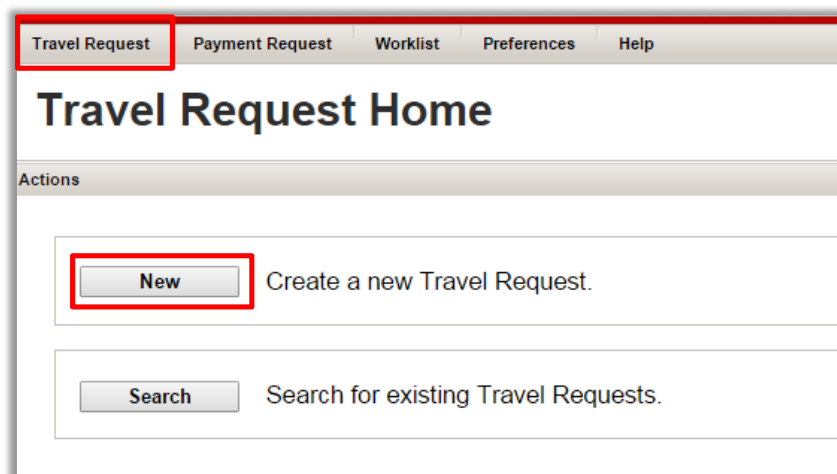 Travel Request Payment Request Worklist Preferences Help
Travel Request Home
Actions
New Create a new Travel Request.
Search Search for existing Travel Requests.